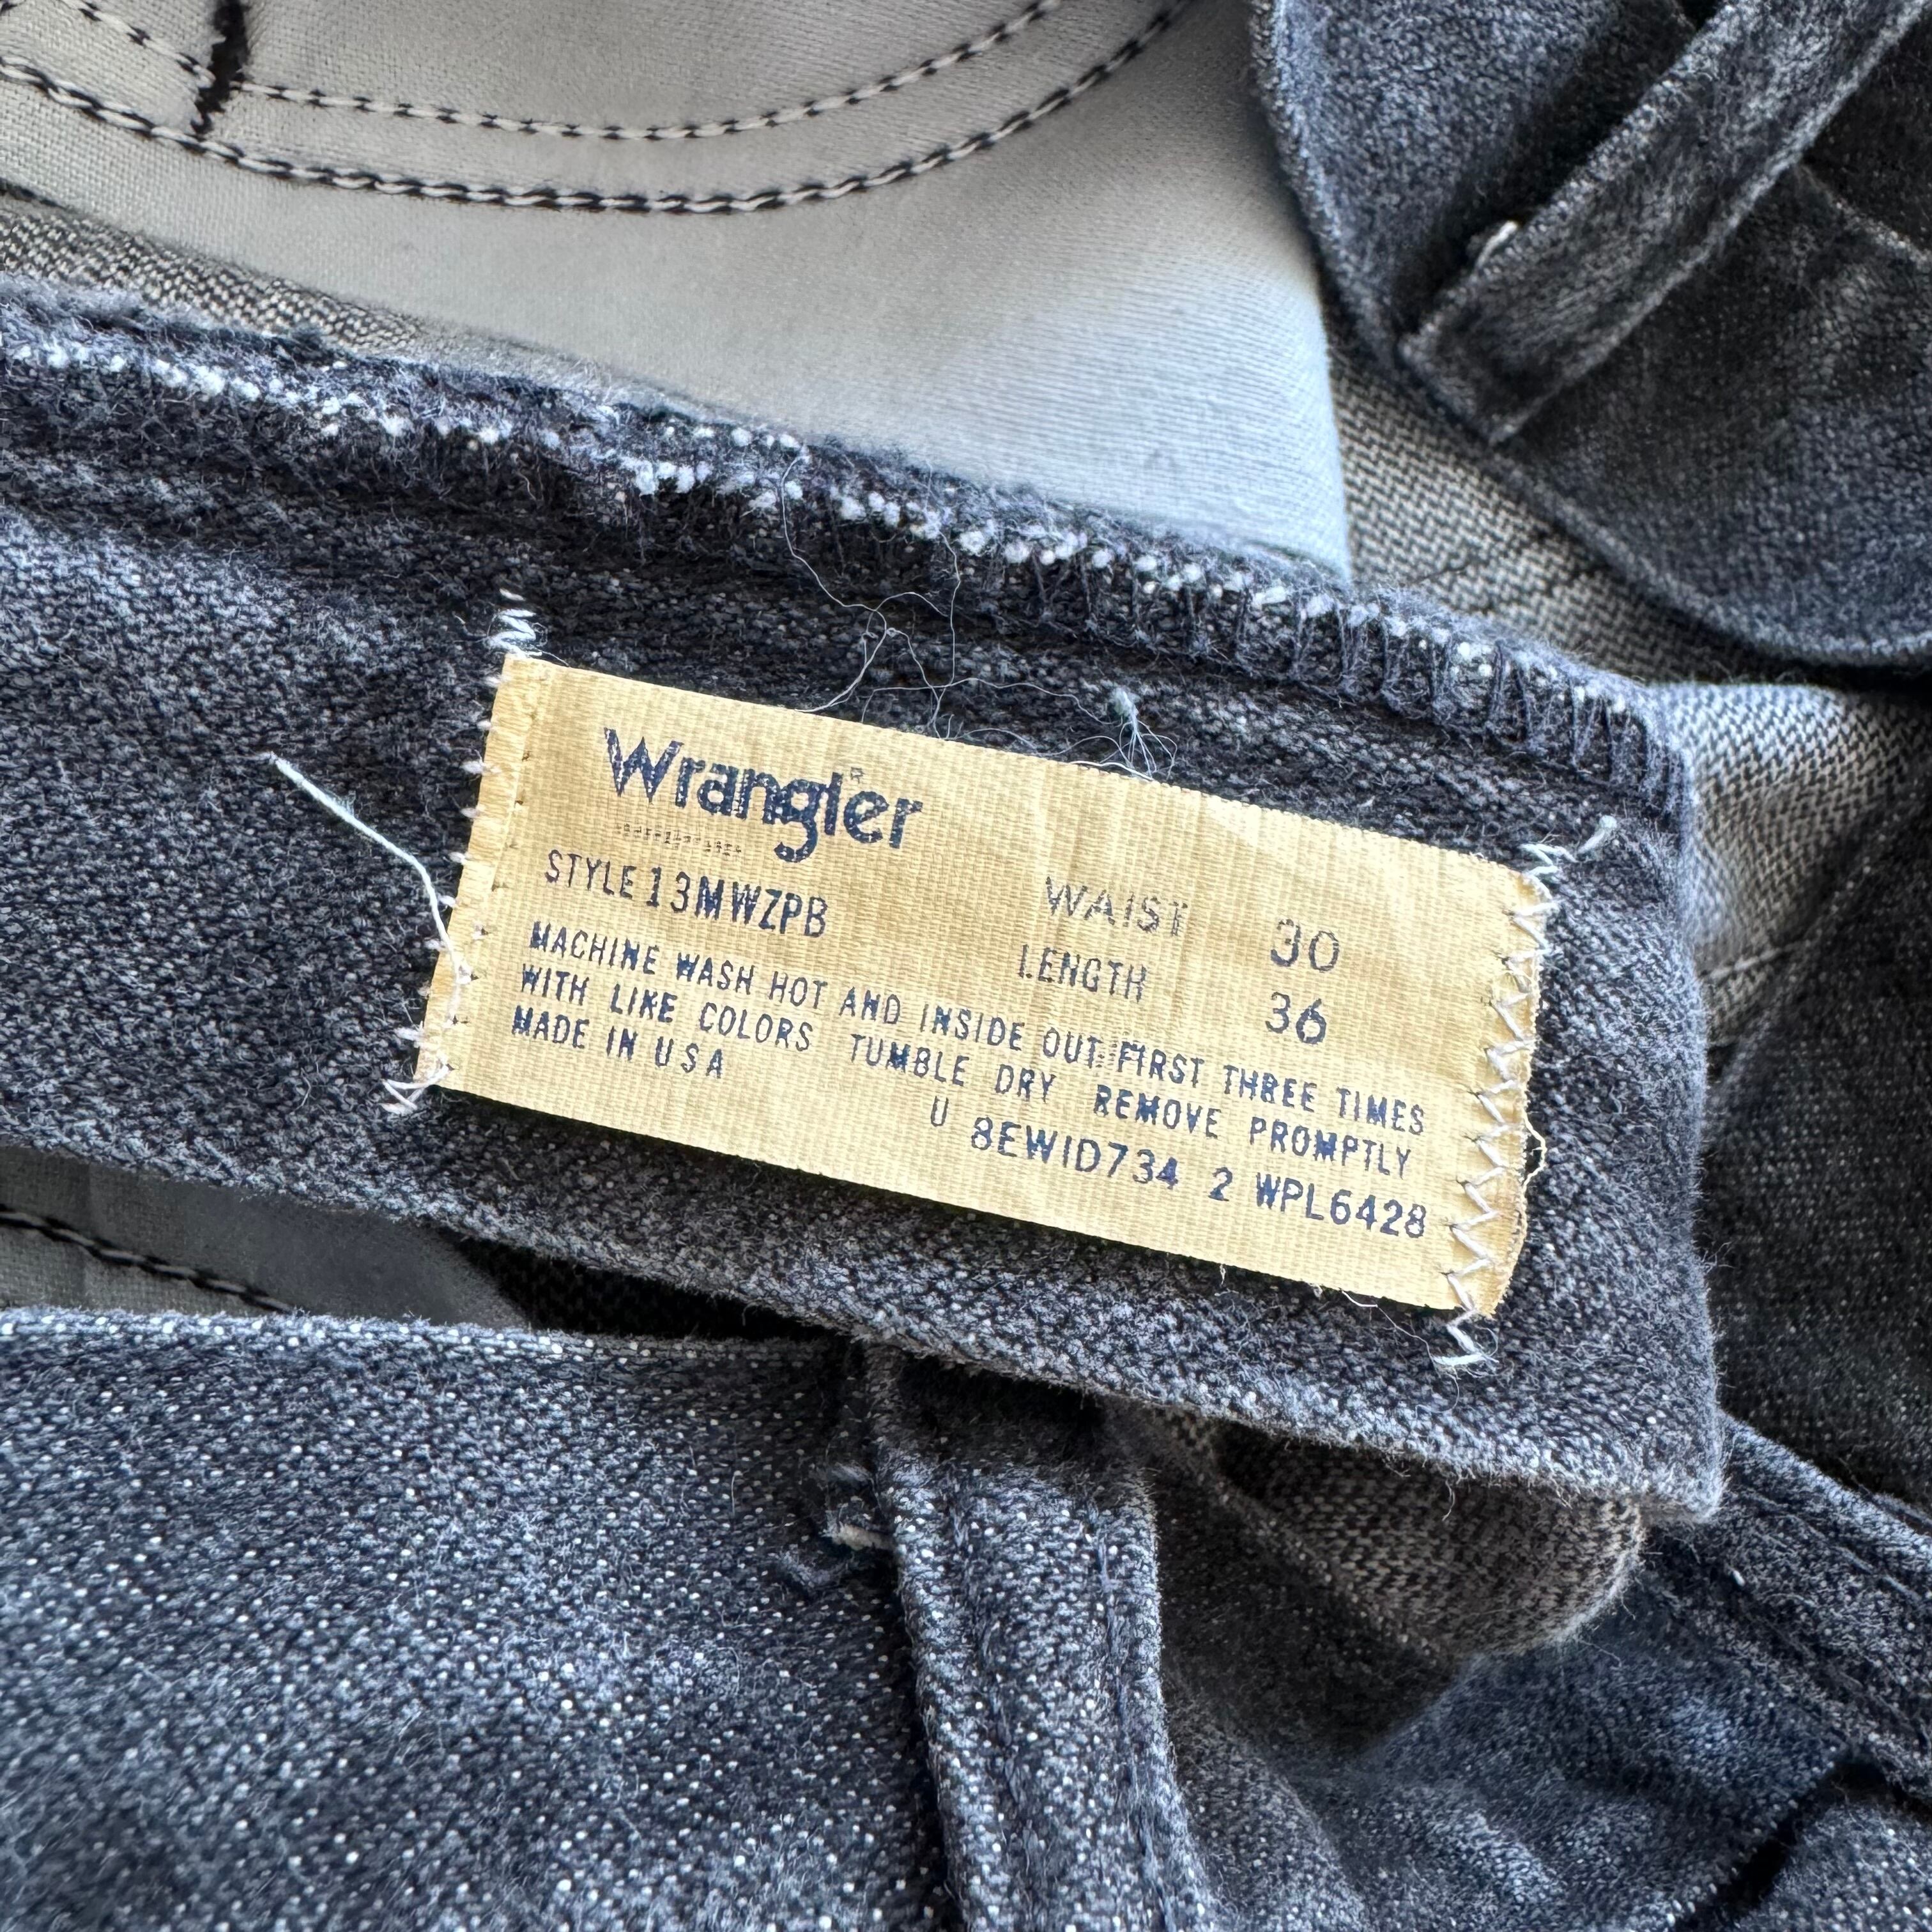 Wrangler®
STYLE 13MWZPB
WAIST 30
LENGTH 36
MACHINE WASH HOT AND INSIDE OUT FIRST THREE TIMES
WITH LIKE COLORS TUMBLE DRY REMOVE PROMPTLY
MADE IN USA
U 8EWID734 2 WPL6428